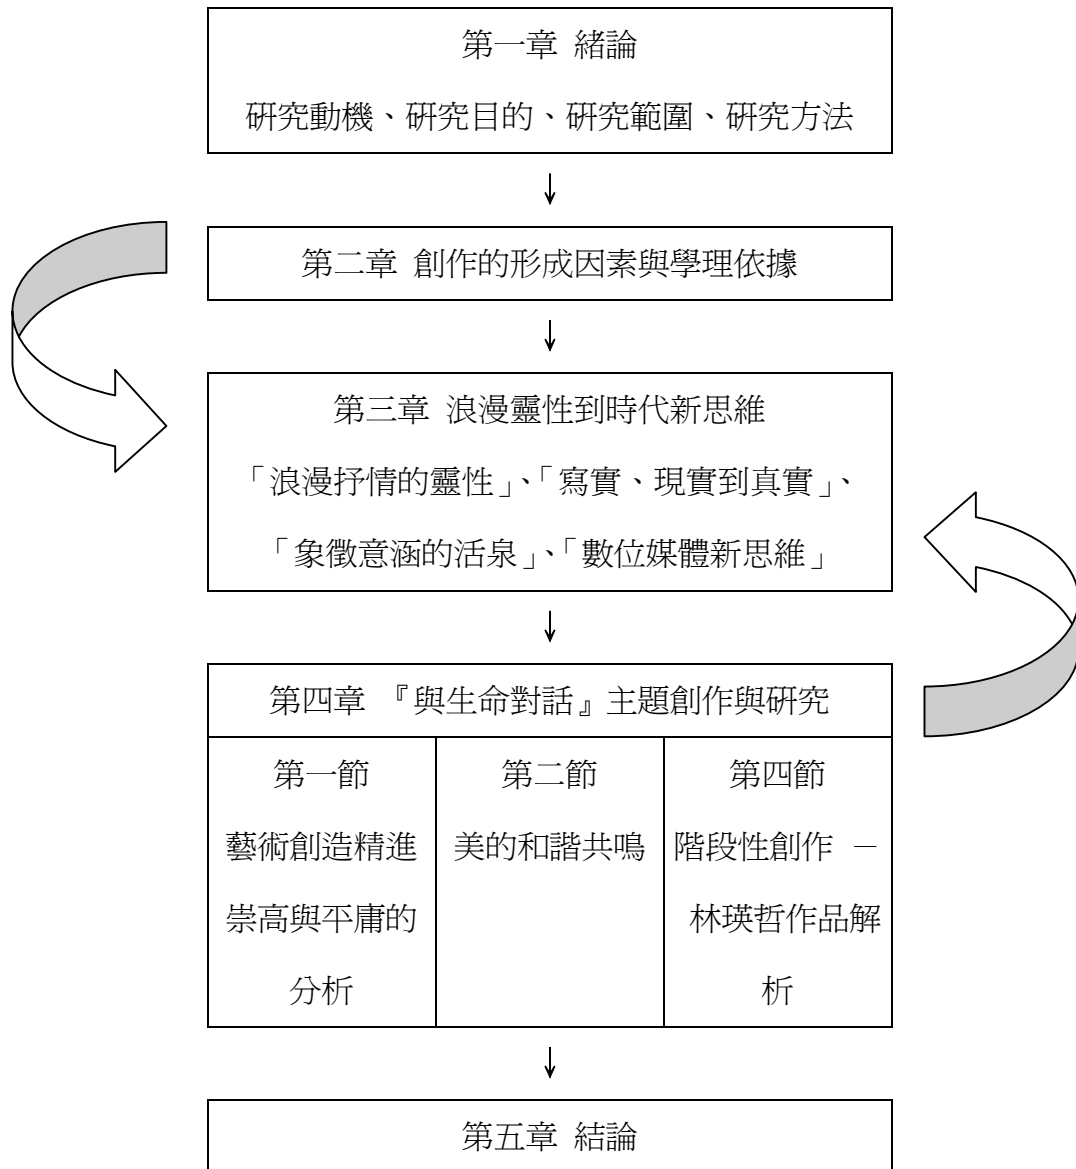 第一章 緒論
研究動機、研究目的、研究範圍、研究方法
↓
第二章 創作的形成因素與學理依據
↓
第三章 浪漫靈性到時代新思維
「浪漫抒情的靈性」、「寫實、現實到真實」、
「象徵意涵的活泉」、「數位媒體新思維」
↓
第四章 『與生命對話』主題創作與研究
第一節
藝術創造精進
崇高與平庸的
分析
第二節
美的和諧共鳴
第四節
階段性創作 －
林瑛哲作品解
析
↓
第五章 結論